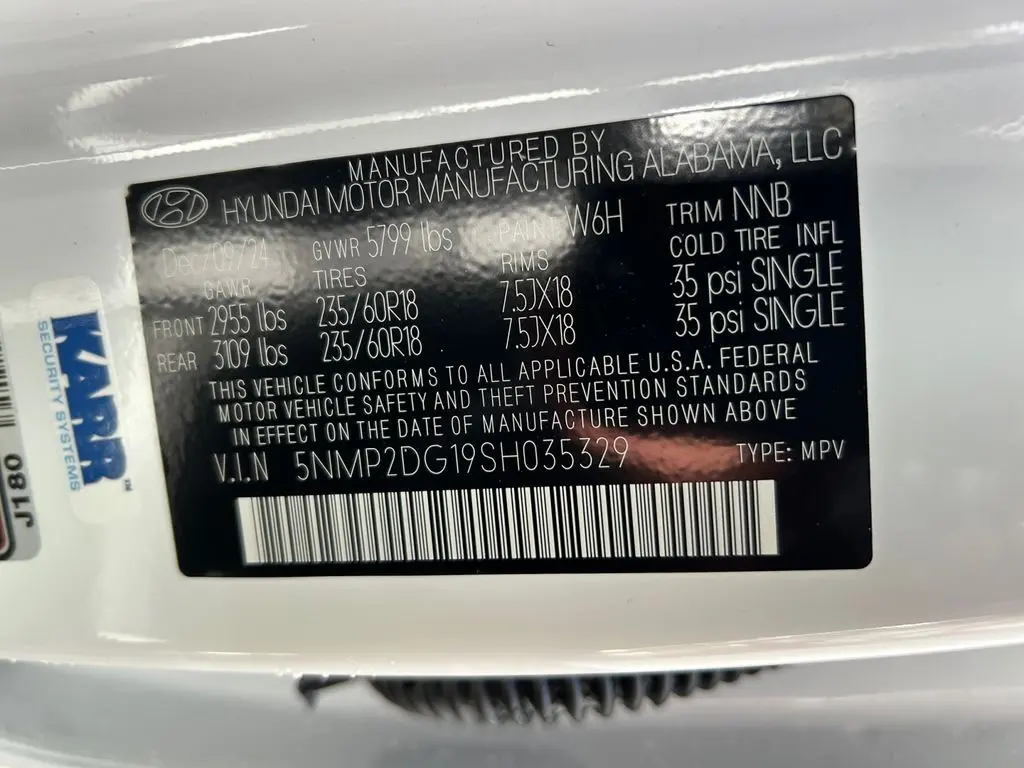 MANUFACTURED BY
HYUNDAI MOTOR MANUFACTURING ALABAMA, LLC
Dec/09/24 GVWR 5799 lbs PAINT W6H TRIM NNB
GAWR TIRES RIMS COLD TIRE INFL
FRONT 2955 lbs 235/60R18 7.5JX18 35 psi SINGLE
REAR 3109 lbs 235/60R18 7.5JX18 35 psi SINGLE
THIS VEHICLE CONFORMS TO ALL APPLICABLE U.S.A. FEDERAL
MOTOR VEHICLE SAFETY AND THEFT PREVENTION STANDARDS
IN EFFECT ON THE DATE OF MANUFACTURE SHOWN ABOVE
V.I.N 5NMP2DG19SH035329 TYPE: MPV
KARR
SECURITY SYSTEMS
J180